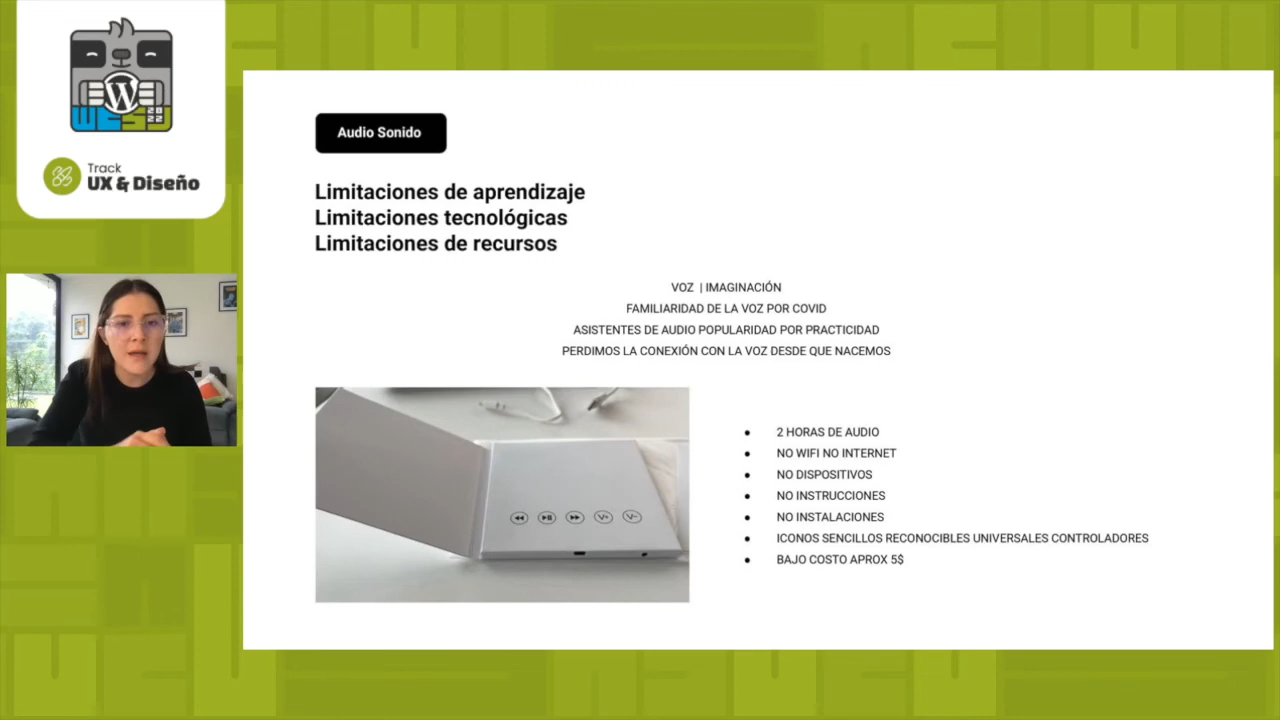 W
WESJ
2022
Track
UX & Diseño
Audio Sonido
Limitaciones de aprendizaje
Limitaciones tecnológicas
Limitaciones de recursos
VOZ | IMAGINACIÓN
FAMILIARIDAD DE LA VOZ POR COVID
ASISTENTES DE AUDIO POPULARIDAD POR PRACTICIDAD
PERDIMOS LA CONEXIÓN CON LA VOZ DESDE QUE NACEMOS
V+
V-
• 2 HORAS DE AUDIO
• NO WIFI NO INTERNET
• NO DISPOSITIVOS
• NO INSTRUCCIONES
• NO INSTALACIONES
• ICONOS SENCILLOS RECONOCIBLES UNIVERSALES CONTROLADORES
• BAJO COSTO APROX 5$